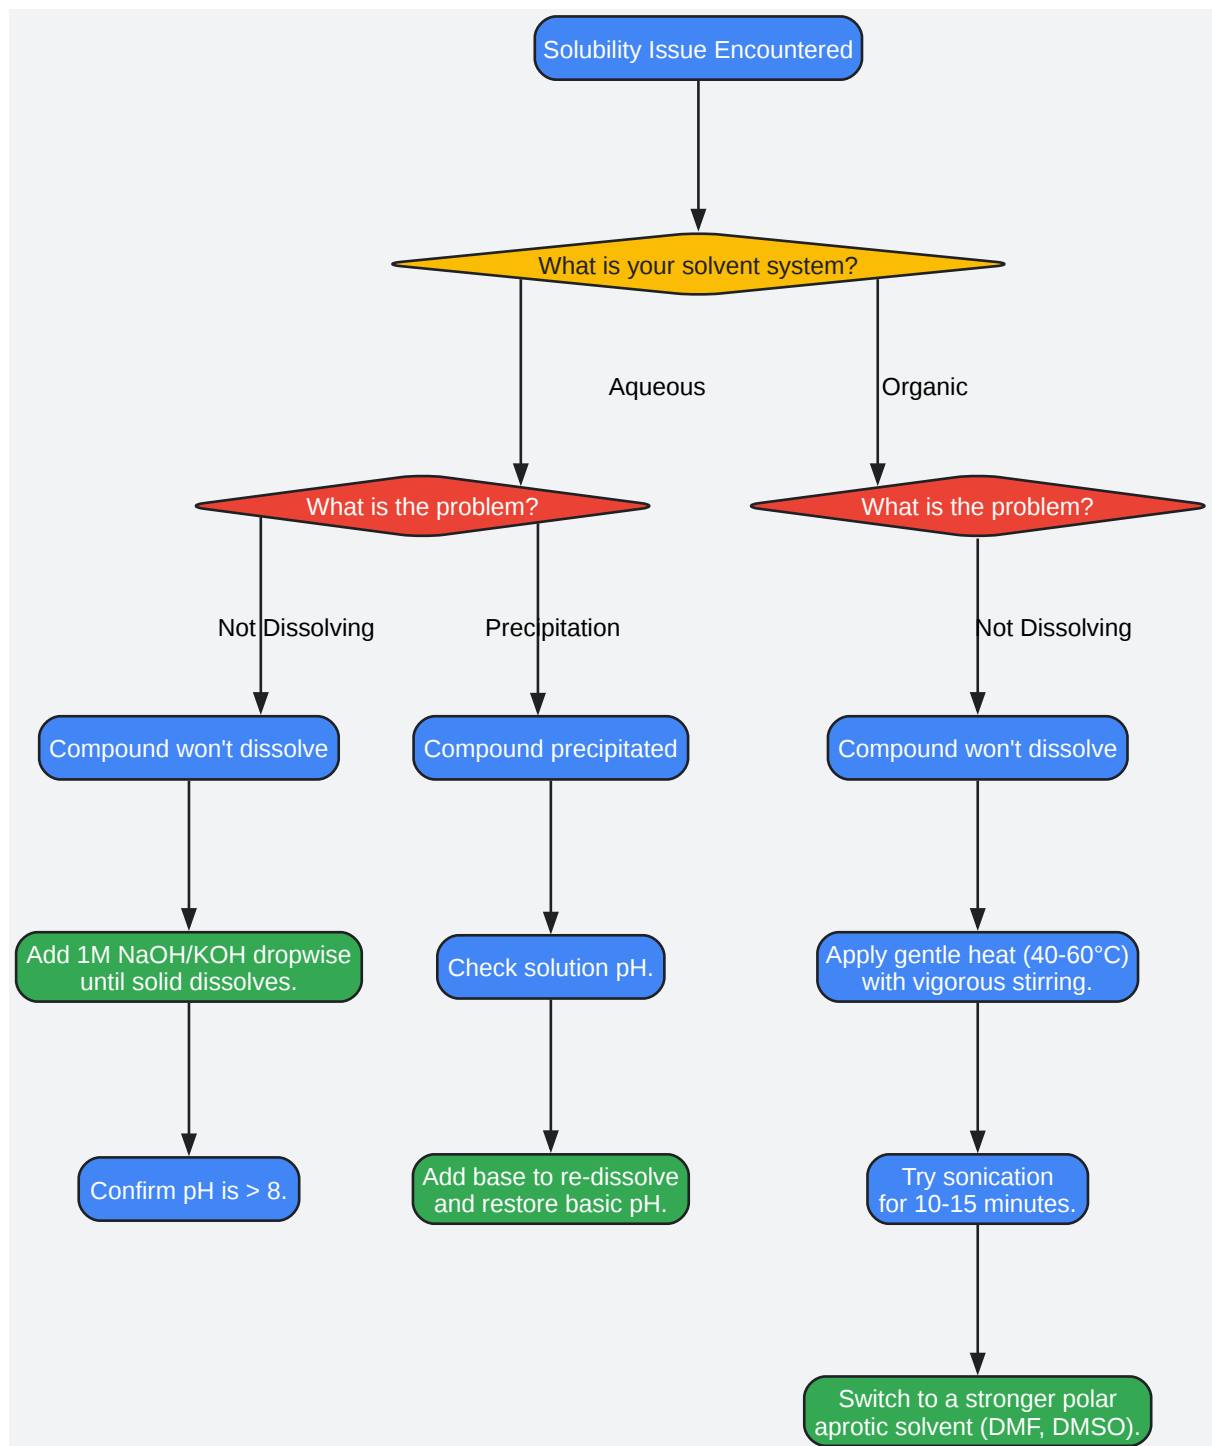 Solubility Issue Encountered
What is your solvent system?
Aqueous
Organic
What is the problem?
What is the problem?
Not Dissolving
Precipitation
Not Dissolving
Compound won't dissolve
Compound precipitated
Compound won't dissolve
Add 1M NaOH/KOH dropwise
until solid dissolves.
Check solution pH.
Apply gentle heat (40-60°C)
with vigorous stirring.
Confirm pH is > 8.
Add base to re-dissolve
and restore basic pH.
Try sonication
for 10-15 minutes.
Switch to a stronger polar
aprotic solvent (DMF, DMSO).